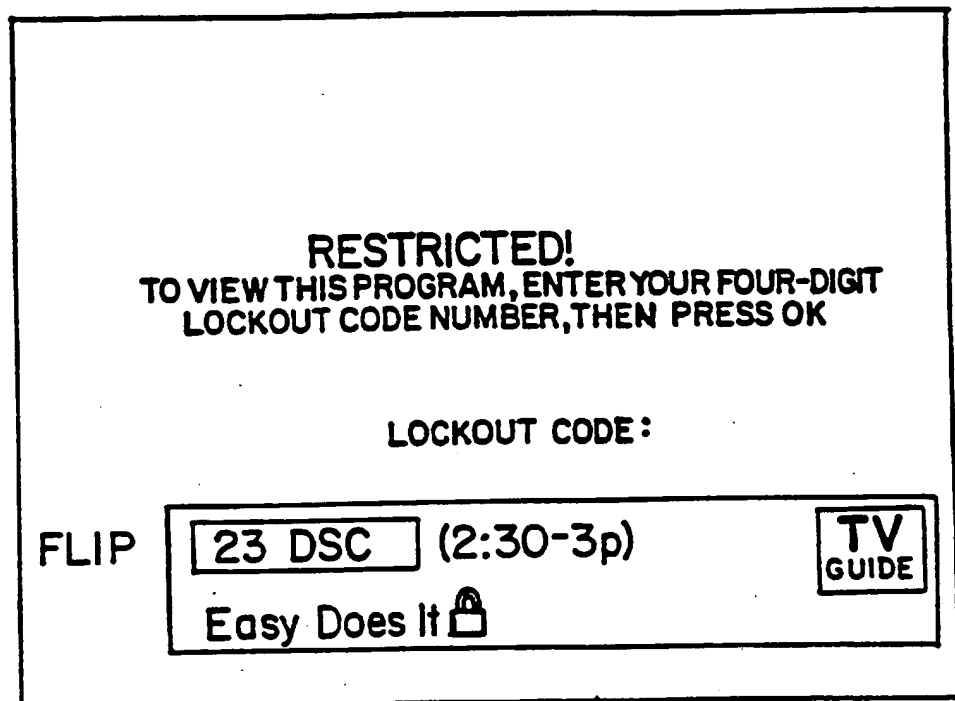 RESTRICTED!
TO VIEW THIS PROGRAM, ENTER YOUR FOUR-DIGIT
LOCKOUT CODE NUMBER, THEN PRESS OK
LOCKOUT CODE:
FLIP
23 DSC (2:30-3p)
TV
GUIDE
Easy Does It